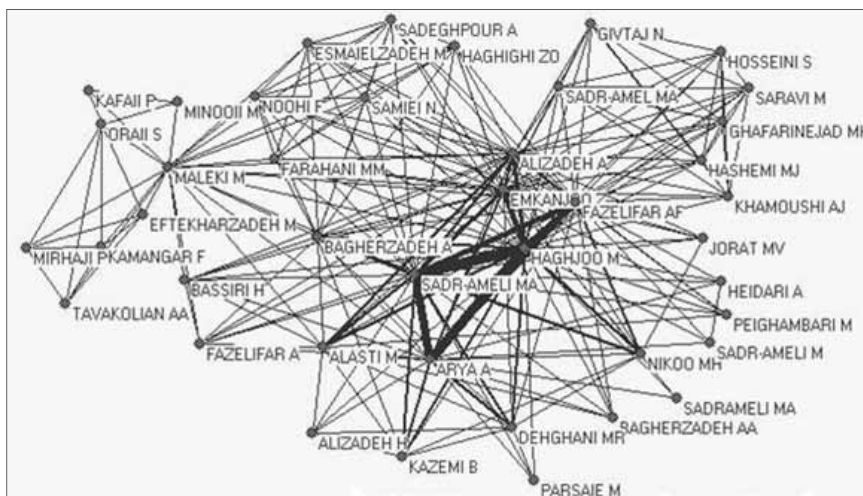 SADEGHPOUR A
GIVTAJ N
ESMAIELZADEH M
HAGHIGHI ZO
HOSSEINI S
KAFAII P
MINOOII M
NOOHI F
SAMIEI N
SADR-AMEL MA
SARAVI M
ORAII S
GHAFARINEJAD MH
MALEKI M
FARAHANI MM
ALIZADEH A
HASHEMI MJ
EMKANJOO
FAZELIFAR AF
KHAMOUSHI AJ
EFTEKHARZADEH M
BAGHERZADEH A
HAGHJOO M
JORAT MV
MIRHAJI P
KAMANGAR F
BASSIRI H
SADR-AMELI MA
HEIDARI A
TAVAKOLIAN AA
PEIGHAMBARI M
FAZELIFAR A
ALASTI M
ARYA A
NIKOO MH
SADR-AMELI M
SADRAMELI MA
BAGHERZADEH AA
ALIZADEH H
DEHGHANI MR
KAZEMI B
PARSAIE M